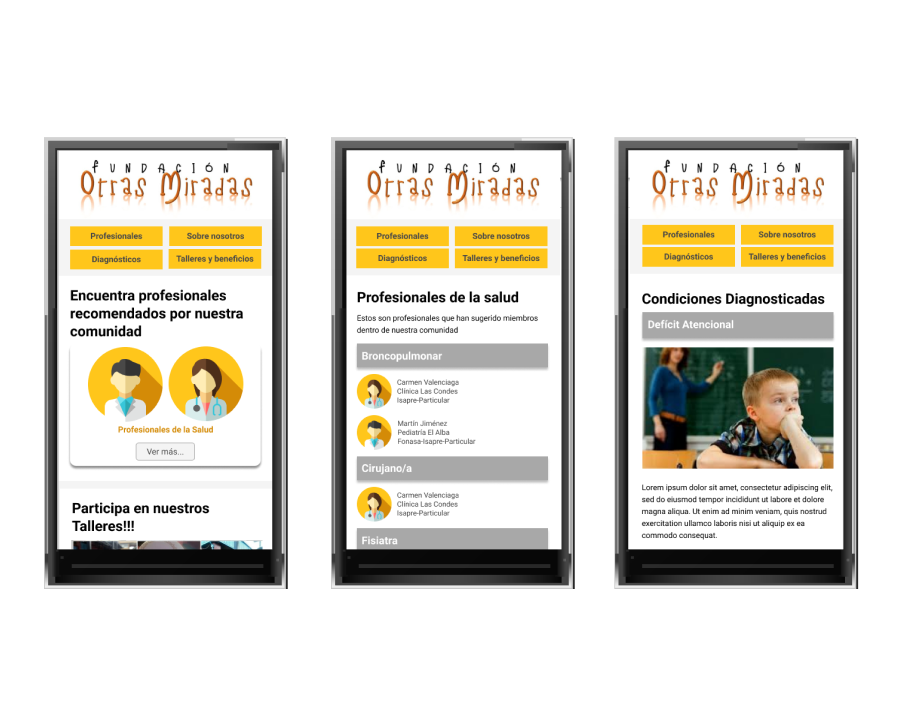 FUNDACIÓN
Otras Miradas
Profesionales
Sobre nosotros
Diagnósticos
Talleres y beneficios
Encuentra profesionales
recomendados por nuestra
comunidad
Profesionales de la Salud
Ver más...
Participa en nuestros
Talleres!!!
FUNDACIÓN
Otras Miradas
Profesionales
Sobre nosotros
Diagnósticos
Talleres y beneficios
Profesionales de la salud
Estos son profesionales que han sugerido miembros
dentro de nuestra comunidad
Broncopulmonar
Carmen Valenciaga
Clínica Las Condes
Isapre-Particular
Martín Jiménez
Pediatría El Alba
Fonasa-Isapre-Particular
Cirujano/a
Carmen Valenciaga
Clínica Las Condes
Isapre-Particular
Fisiatra
FUNDACIÓN
Otras Miradas
Profesionales
Sobre nosotros
Diagnósticos
Talleres y beneficios
Condiciones Diagnosticadas
Defícit Atencional
Lorem ipsum dolor sit amet, consectetur adipiscing elit,
sed do eiusmod tempor incididunt ut labore et dolore
magna aliqua. Ut enim ad minim veniam, quis nostrud
exercitation ullamco laboris nisi ut aliquip ex ea
commodo consequat.